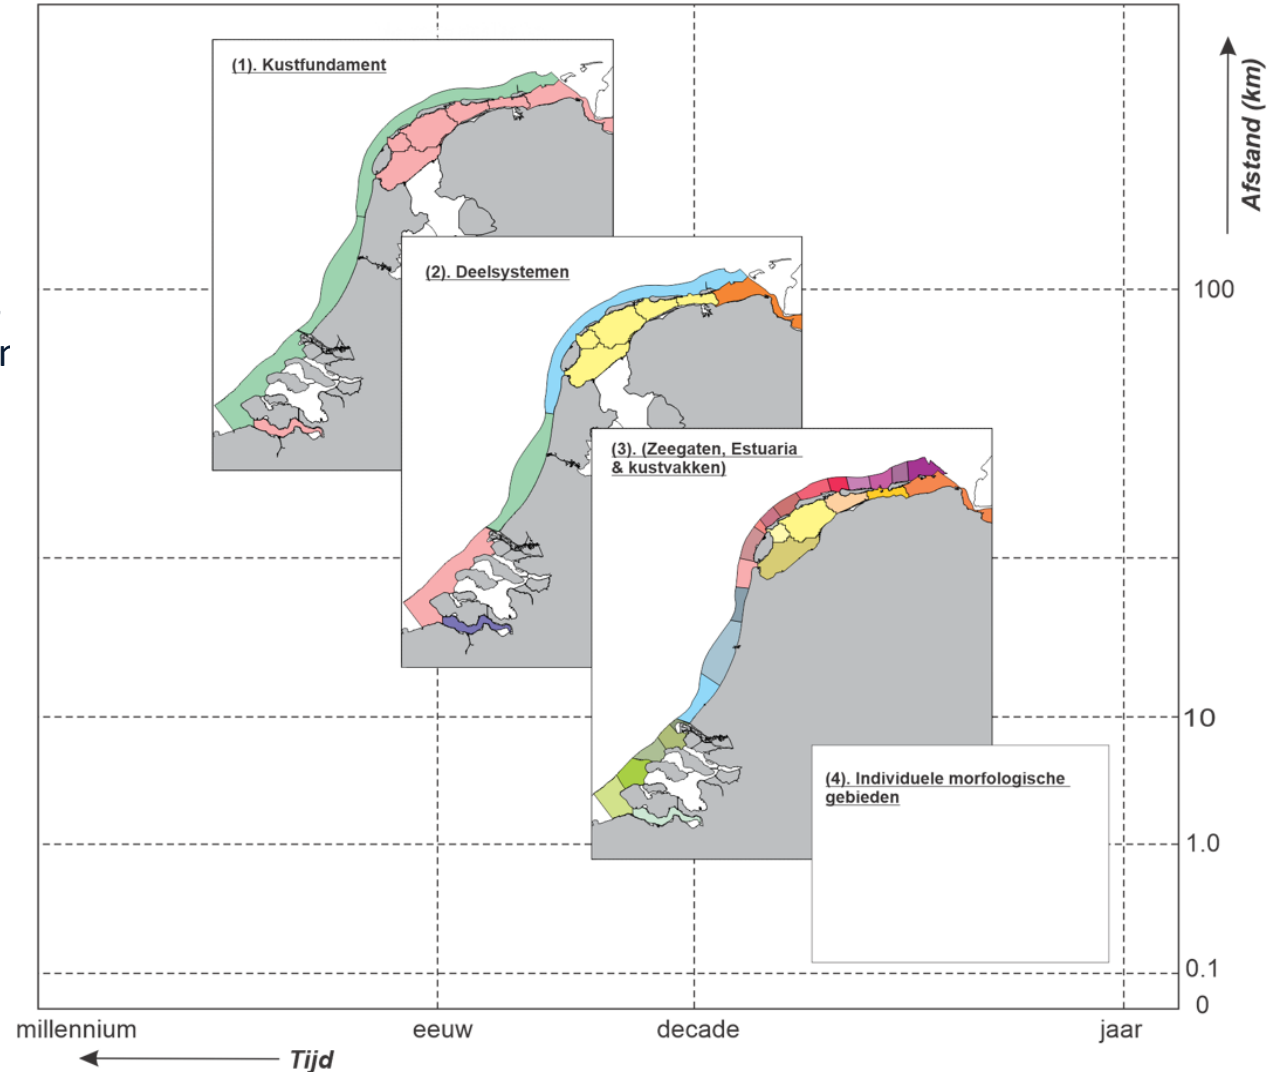 (1). Kustfundament
(2). Deelsystemen
(3). (Zeegaten, Estuaria
& kustvakken)
(4). Individuele morfologische
gebieden
Afstand (km)
100
10
1.0
0.1
0
r
millennium
eeuw
decade
jaar
Tijd